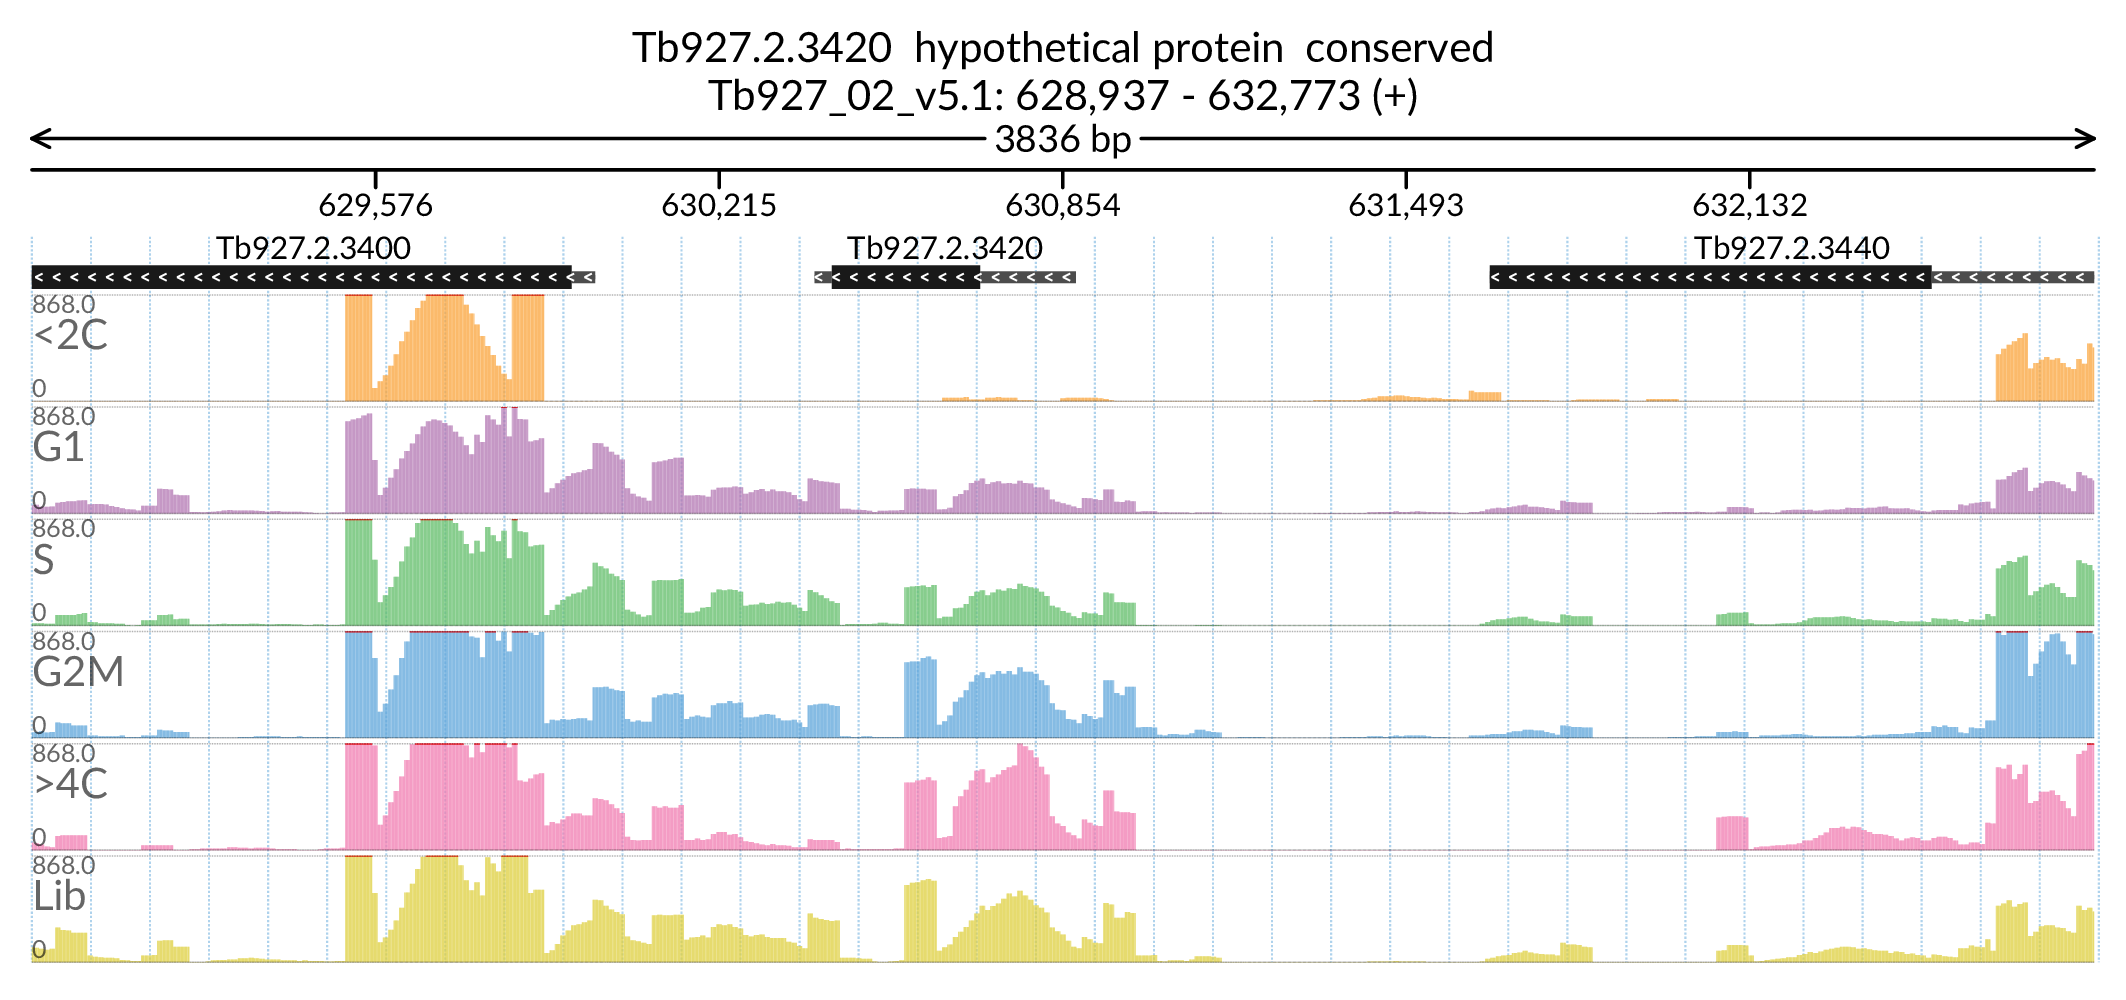 Tb927.2.3420  hypothetical protein  conserved
Tb927_02_v5.1: 628,937 - 632,773 (+)
3836 bp
629,576 630,215 630,854 631,493 632,132
Tb927.2.3400 Tb927.2.3420 Tb927.2.3440
868.0
<2C
0
868.0
G1
0
868.0
S
0
868.0
G2M
0
868.0
>4C
0
868.0
Lib
0